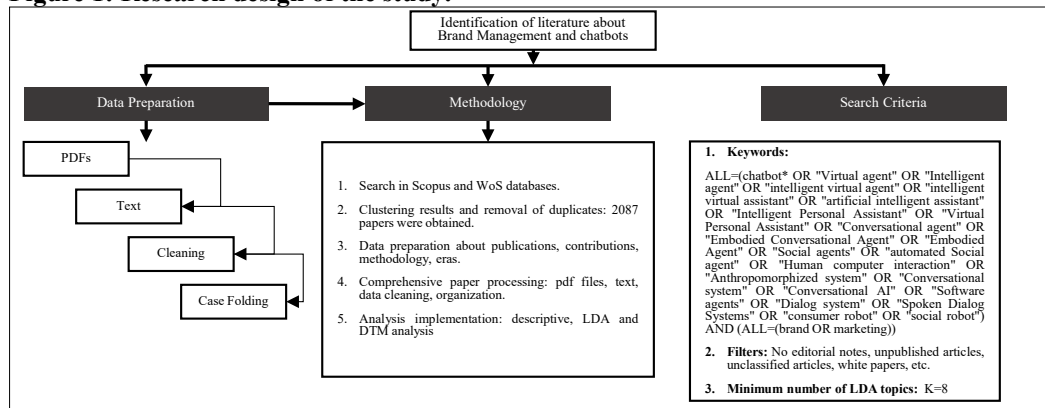 Figure 1. Research design of the study.
Identification of literature about
Brand Management and chatbots
Data Preparation
Methodology
Search Criteria
PDFs
Text
Cleaning
Case Folding
1. Search in Scopus and WoS databases.
2. Clustering results and removal of duplicates: 2087
papers were obtained.
3. Data preparation about publications, contributions,
methodology, eras.
4. Comprehensive paper processing: pdf files, text,
data cleaning, organization.
5. Analysis implementation: descriptive, LDA and
DTM analysis
1. Keywords:
ALL=(chatbot* OR "Virtual agent" OR "Intelligent
agent" OR "intelligent virtual agent" OR "intelligent
virtual assistant" OR "artificial intelligent assistant"
OR "Intelligent Personal Assistant" OR "Virtual
Personal Assistant" OR "Conversational agent" OR
"Embodied Conversational Agent" OR "Embodied
Agent" OR "Social agents" OR "automated Social
agent" OR "Human computer interaction" OR
"Anthropomorphized system" OR "Conversational
system" OR "Conversational AI" OR "Software
agents" OR "Dialog system" OR "Spoken Dialog
Systems" OR "consumer robot" OR "social robot")
AND (ALL=(brand OR marketing))
2. Filters: No editorial notes, unpublished articles,
unclassified articles, white papers, etc.
3. Minimum number of LDA topics: K=8